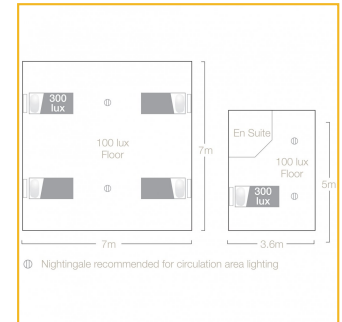 300
lux
100 lux
Floor
7m
7m
En Suite
100 lux
Floor
300
lux
5m
3.6m
Nightingale recommended for circulation area lighting